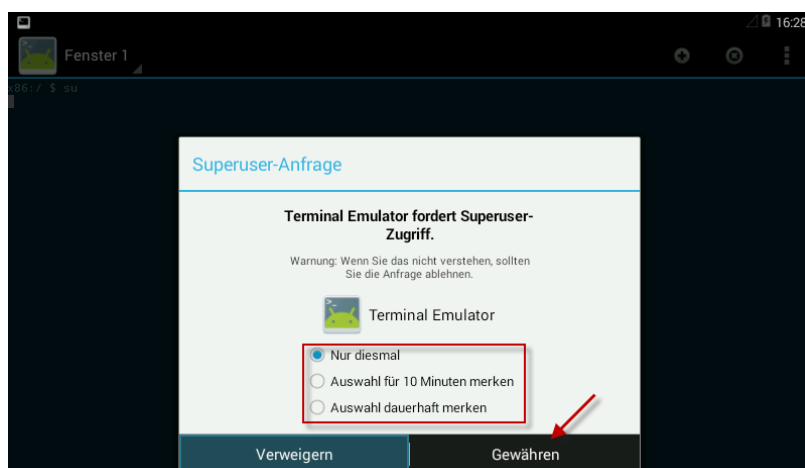 16:28
Fenster 1
x86:/ $ su
Superuser-Anfrage
Terminal Emulator fordert Superuser-
Zugriff.
Warnung: Wenn Sie das nicht verstehen, sollten
Sie die Anfrage ablehnen.
Terminal Emulator
Nur diesmal
Auswahl für 10 Minuten merken
Auswahl dauerhaft merken
Verweigern
Gewähren